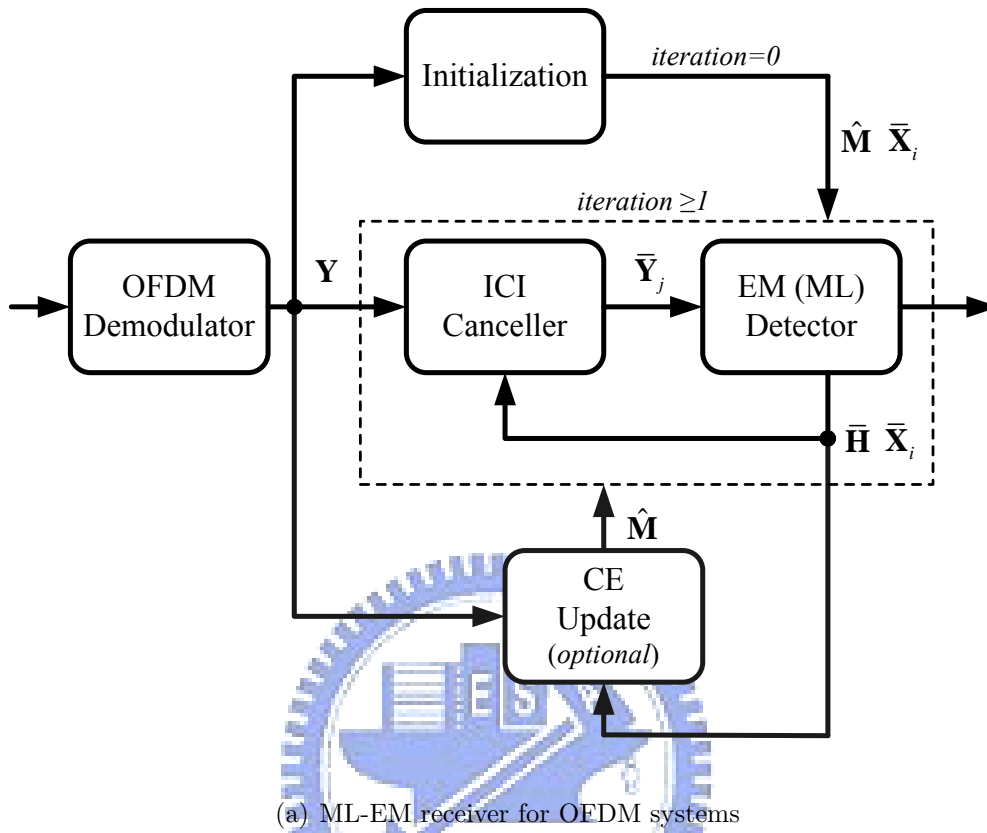 Initialization
iteration=0
M̂ X̄ᵢ
iteration ≥1
OFDM
Demodulator
Y
ICI
Canceller
Ȳⱼ
EM (ML)
Detector
H̄ X̄ᵢ
M̂
CE
Update
(optional)
ES
(a) ML-EM receiver for OFDM systems